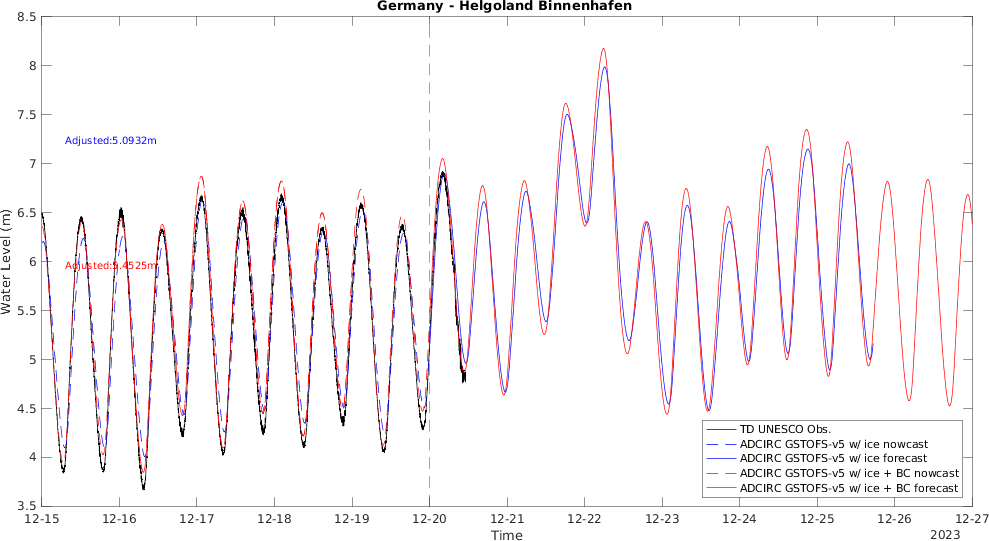 Germany - Helgoland Binnenhafen
8.5
8
7.5
7
6.5
6
5.5
5
4.5
4
3.5
Water Level (m)
Adjusted:5.0932m
Adjusted:5.4525m
TD UNESCO Obs.
ADCIRC GSTOFS-v5 w/ ice nowcast
ADCIRC GSTOFS-v5 w/ ice forecast
ADCIRC GSTOFS-v5 w/ ice + BC nowcast
ADCIRC GSTOFS-v5 w/ ice + BC forecast
12-15 12-16 12-17 12-18 12-19 12-20 12-21 12-22 12-23 12-24 12-25 12-26 12-27
Time
2023